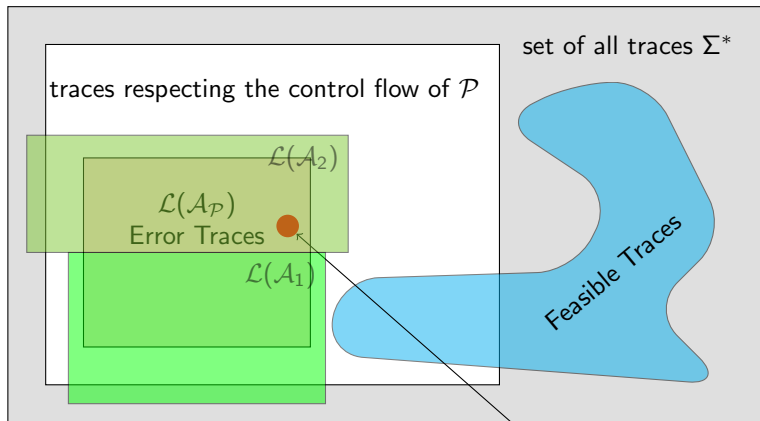 set of all traces Σ*
traces respecting the control flow of 𝒫
ℒ(𝒜₂)
ℒ(𝒜_𝒫)
Error Traces
ℒ(𝒜₁)
Feasible Traces